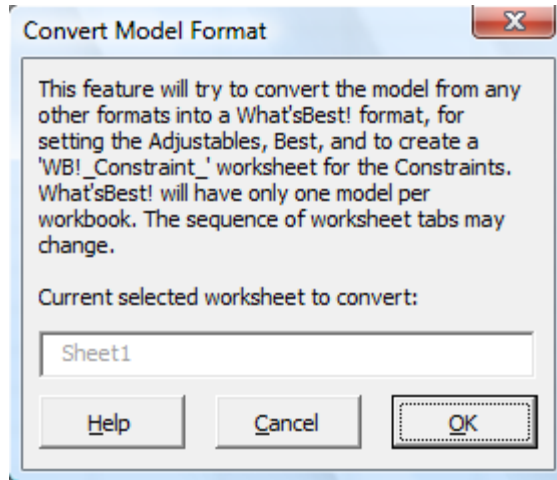 Convert Model Format
This feature will try to convert the model from any
other formats into a What'sBest! format, for
setting the Adjustables, Best, and to create a
'WB!_Constraint_' worksheet for the Constraints.
What'sBest! will have only one model per
workbook. The sequence of worksheet tabs may
change.
Current selected worksheet to convert:
Sheet1
Help Cancel OK